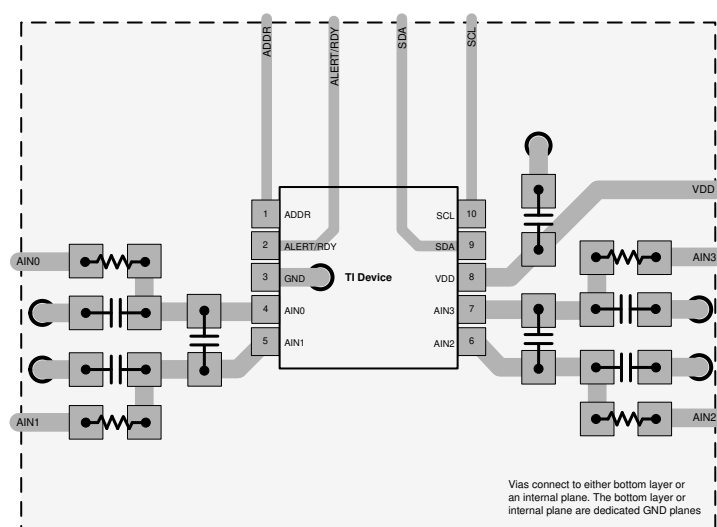 ADDR
ALERT/RDY
SDA
SCL
VDD
1 ADDR
SCL 10
2 ALERT/RDY
SDA 9
3 GND
TI Device
VDD 8
4 AIN0
AIN3 7
5 AIN1
AIN2 6
AIN0
AIN3
AIN1
AIN2
Vias connect to either bottom layer or
an internal plane. The bottom layer or
internal plane are dedicated GND planes